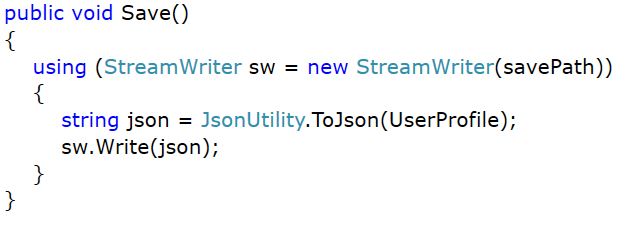 public void Save()
{
using (StreamWriter sw = new StreamWriter(savePath))
{
string json = JsonUtility.ToJson(UserProfile);
sw.Write(json);
}
}